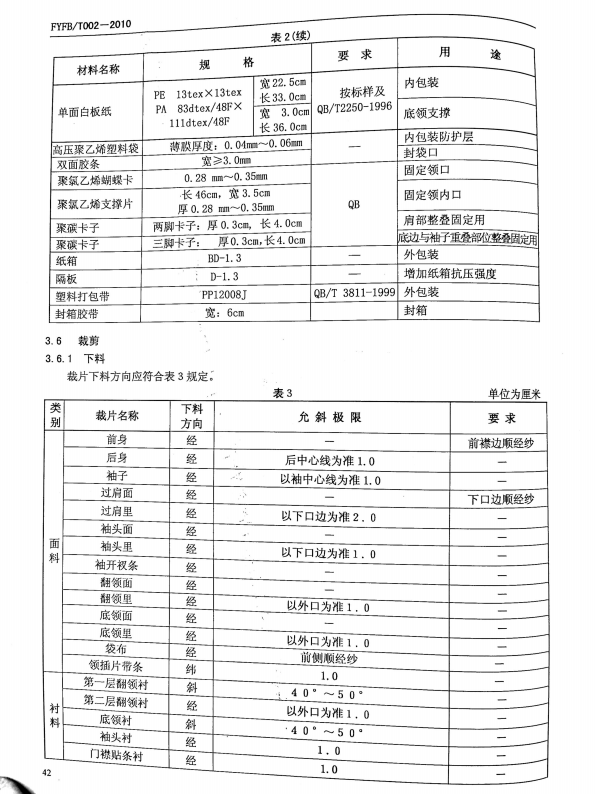 FYFB/T002—2010
表 2(续)
材料名称 规 格 要 求 用 途
单面白板纸 PE 13tex×13tex PA 83dtex/48F× 111dtex/48F 宽22.5cm 长33.0cm 按标样及 QB/T2250-1996 内包装
宽 3.0cm 长36.0cm 底领支撑
高压聚乙烯塑料袋 薄膜厚度：0.04mm～0.06mm — 内包装防护层
双面胶条 宽≥3.0mm 封袋口
聚氯乙烯蝴蝶卡 0.28 mm～0.35mm QB 固定领口
聚氯乙烯支撑片 长46cm，宽3.5cm 厚0.28 mm～0.35mm 固定领内口
聚碳卡子 两脚卡子：厚0.3cm，长4.0cm 肩部整叠固定用
聚碳卡子 三脚卡子： 厚0.3cm,长4.0cm 底边与袖子重叠部位整叠固定用
纸箱 BD-1.3 — 外包装
隔板 D-1.3 — 增加纸箱抗压强度
塑料打包带 PP12008J QB/T 3811-1999 外包装
封箱胶带 宽：6cm 封箱
3.6 裁剪
3.6.1 下料
裁片下料方向应符合表3规定。
表3 单位为厘米
类别 裁片名称 下料方向 允 斜 极 限 要 求
面料 前身 经 — 前襟边顺经纱
后身 经 后中心线为准1.0 —
袖子 经 以袖中心线为准1.0 —
过肩面 经 — 下口边顺经纱
过肩里 经 以下口边为准2.0 —
袖头面 经 — —
袖头里 经 以下口边为准1.0 —
袖开衩条 经 — —
翻领面 经 — —
翻领里 经 以外口为准1.0 —
底领面 经 — —
底领里 经 以外口为准1.0 —
袋布 经 前侧顺经纱 —
领插片带条 纬 1.0 —
衬料 第一层翻领衬 斜 40°～50° —
第二层翻领衬 经 以外口为准1.0 —
底领衬 斜 40°～50° —
袖头衬 经 1.0 —
门襟贴条衬 经 1.0 —
42